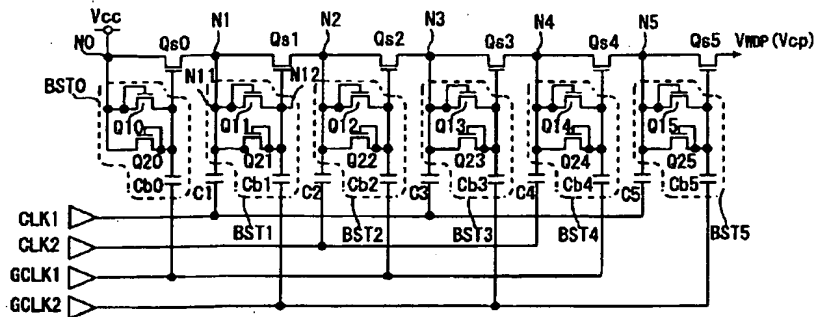 Vcc
N0 Qs0 N1 Qs1 N2 Qs2 N3 Qs3 N4 Qs4 N5 Qs5 VWDP(Vcp)
N11 N12
BST0
Q10 Q11 Q12 Q13 Q14 Q15
Q20 Q21 Q22 Q23 Q24 Q25
Cb0 C1 Cb1 C2 Cb2 C3 Cb3 C4 Cb4 C5 Cb5
CLK1
BST1 BST2 BST3 BST4 BST5
CLK2
GCLK1
GCLK2